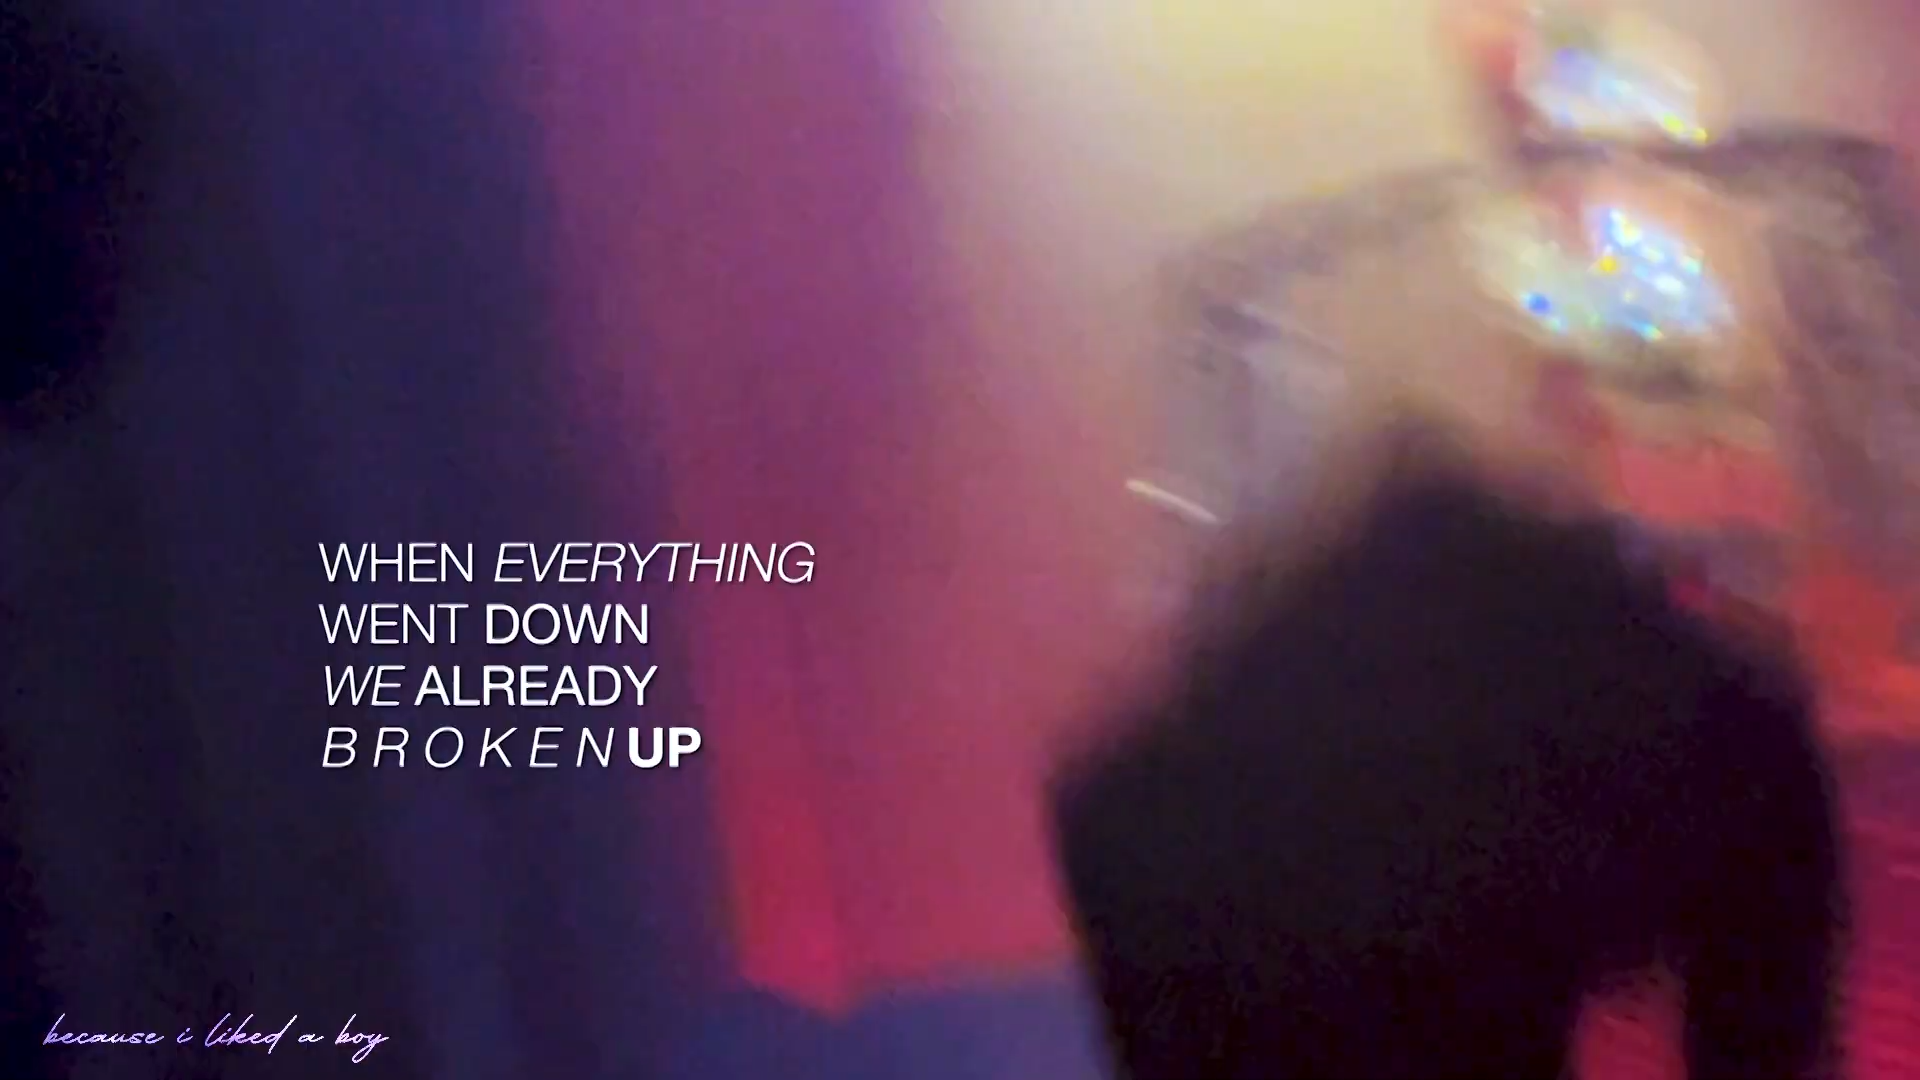 WHEN EVERYTHING
WENT DOWN
WE ALREADY
BROKEN UP
because i liked a boy